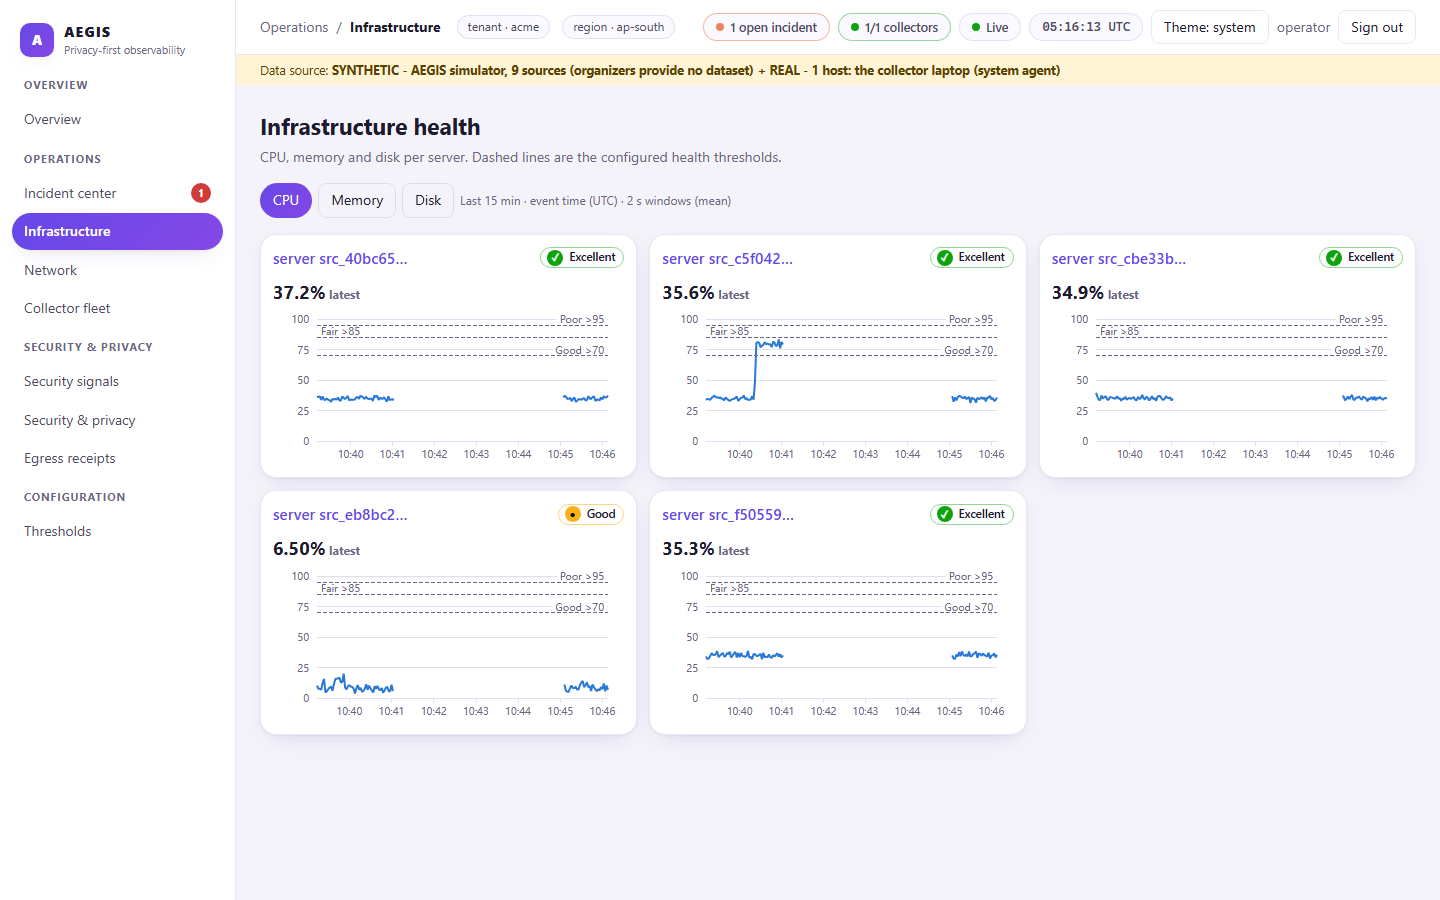 A
AEGIS
Privacy-first observability
OVERVIEW
Overview
OPERATIONS
Incident center 1
Infrastructure
Network
Collector fleet
SECURITY & PRIVACY
Security signals
Security & privacy
Egress receipts
CONFIGURATION
Thresholds
Operations / Infrastructure tenant · acme region · ap-south 1 open incident 1/1 collectors Live 05:16:13 UTC Theme: system operator Sign out
Data source: SYNTHETIC - AEGIS simulator, 9 sources (organizers provide no dataset) + REAL - 1 host: the collector laptop (system agent)
Infrastructure health
CPU, memory and disk per server. Dashed lines are the configured health thresholds.
CPU Memory Disk Last 15 min · event time (UTC) · 2 s windows (mean)
server src_40bc65... Excellent
37.2% latest
100 Poor >95
Fair >85
75 Good >70
50
25
0
10:40 10:41 10:42 10:43 10:44 10:45 10:46
server src_c5f042... Excellent
35.6% latest
100 Poor >95
Fair >85
75 Good >70
50
25
0
10:40 10:41 10:42 10:43 10:44 10:45 10:46
server src_cbe33b... Excellent
34.9% latest
100 Poor >95
Fair >85
75 Good >70
50
25
0
10:40 10:41 10:42 10:43 10:44 10:45 10:46
server src_eb8bc2... Good
6.50% latest
100 Poor >95
Fair >85
75 Good >70
50
25
0
10:40 10:41 10:42 10:43 10:44 10:45 10:46
server src_f50559... Excellent
35.3% latest
100 Poor >95
Fair >85
75 Good >70
50
25
0
10:40 10:41 10:42 10:43 10:44 10:45 10:46